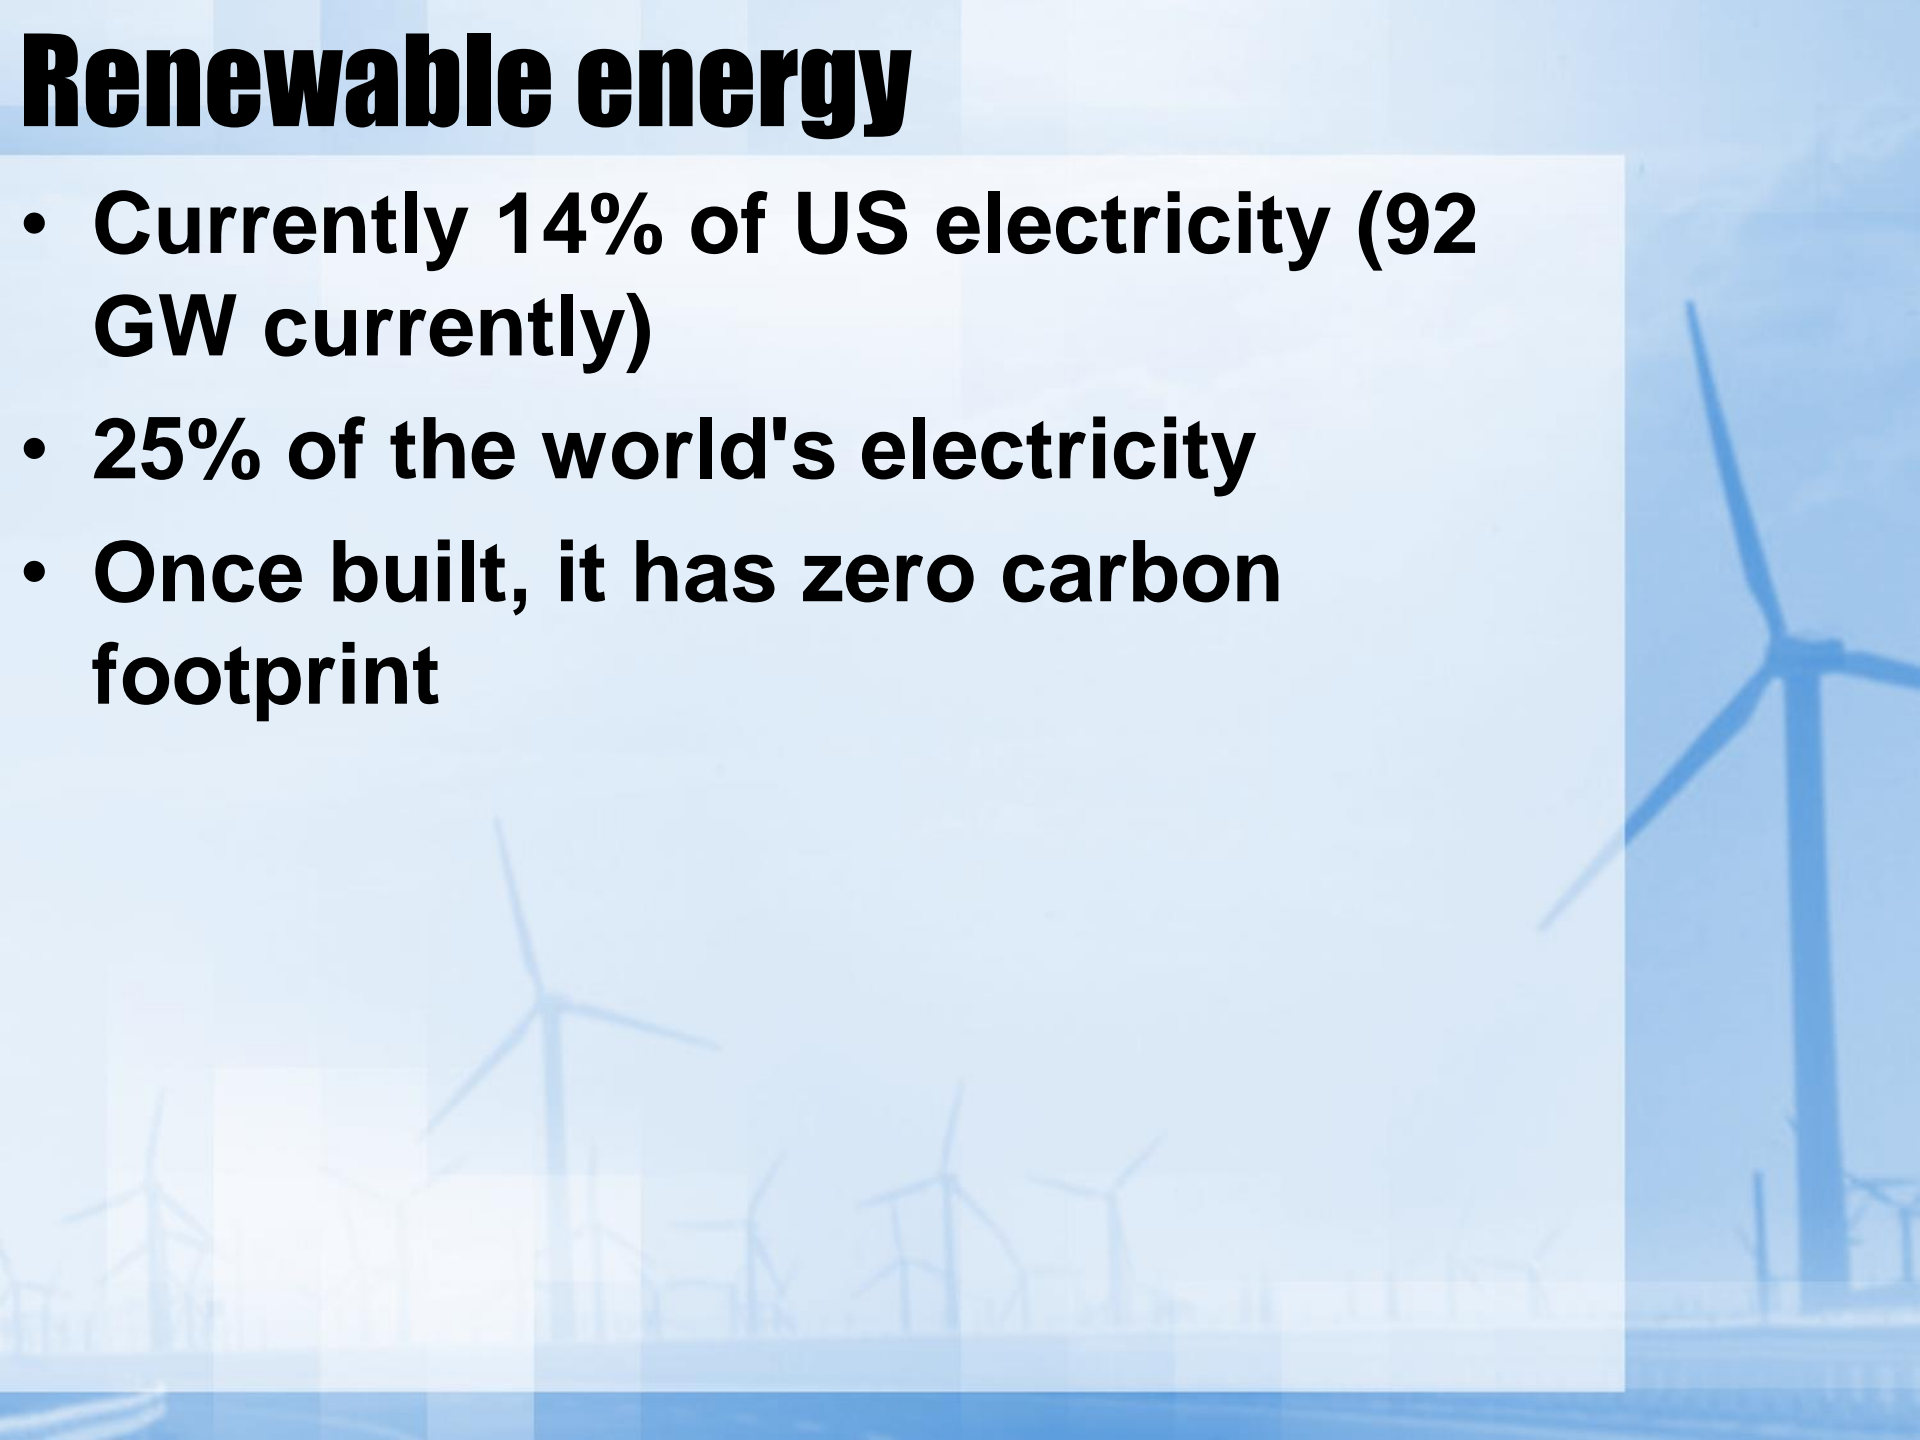 Renewable energy
• Currently 14% of US electricity (92
GW currently)
• 25% of the world's electricity
• Once built, it has zero carbon
footprint